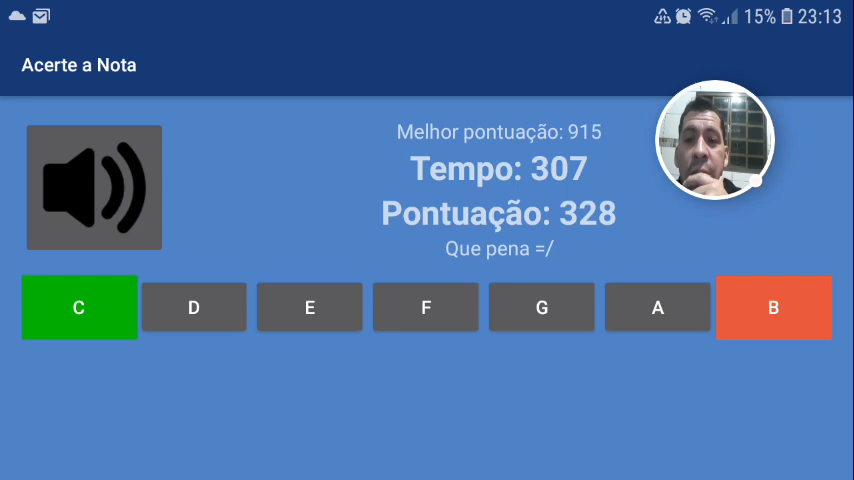 15% 23:13
Acerte a Nota
Melhor pontuação: 915
Tempo: 307
Pontuação: 328
Que pena =/
C D E F G A B